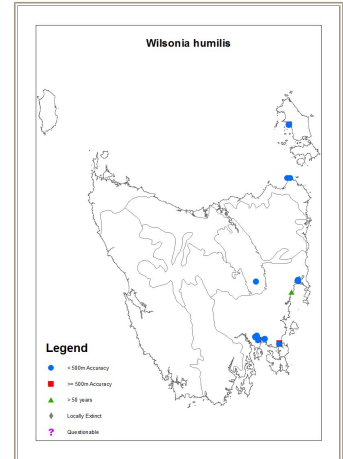 Wilsonia humilis
Legend
< 500m Accuracy
>= 500m Accuracy
> 50 years
Locally Extinct
? Questionable